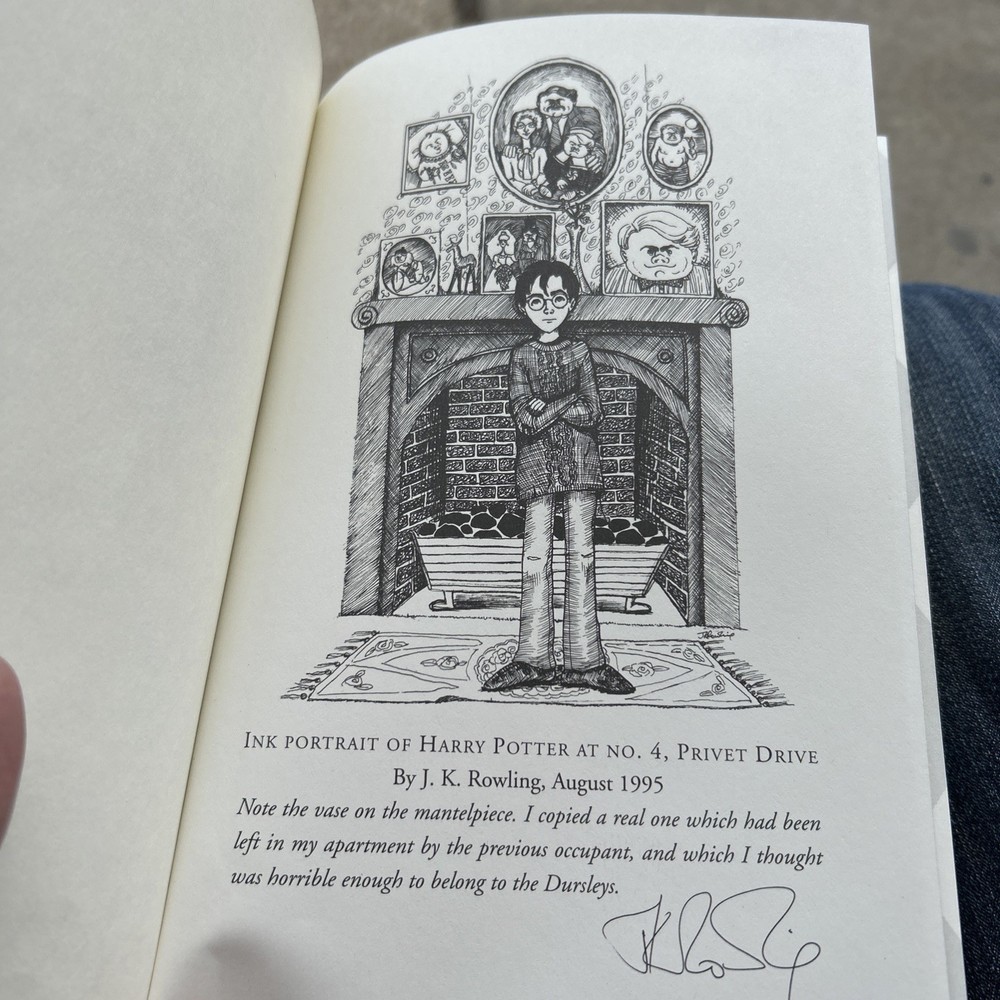 JKRowling
INK PORTRAIT OF HARRY POTTER AT NO. 4, PRIVET DRIVE
By J. K. Rowling, August 1995
Note the vase on the mantelpiece. I copied a real one which had been
left in my apartment by the previous occupant, and which I thought
was horrible enough to belong to the Dursleys.
JKRowling